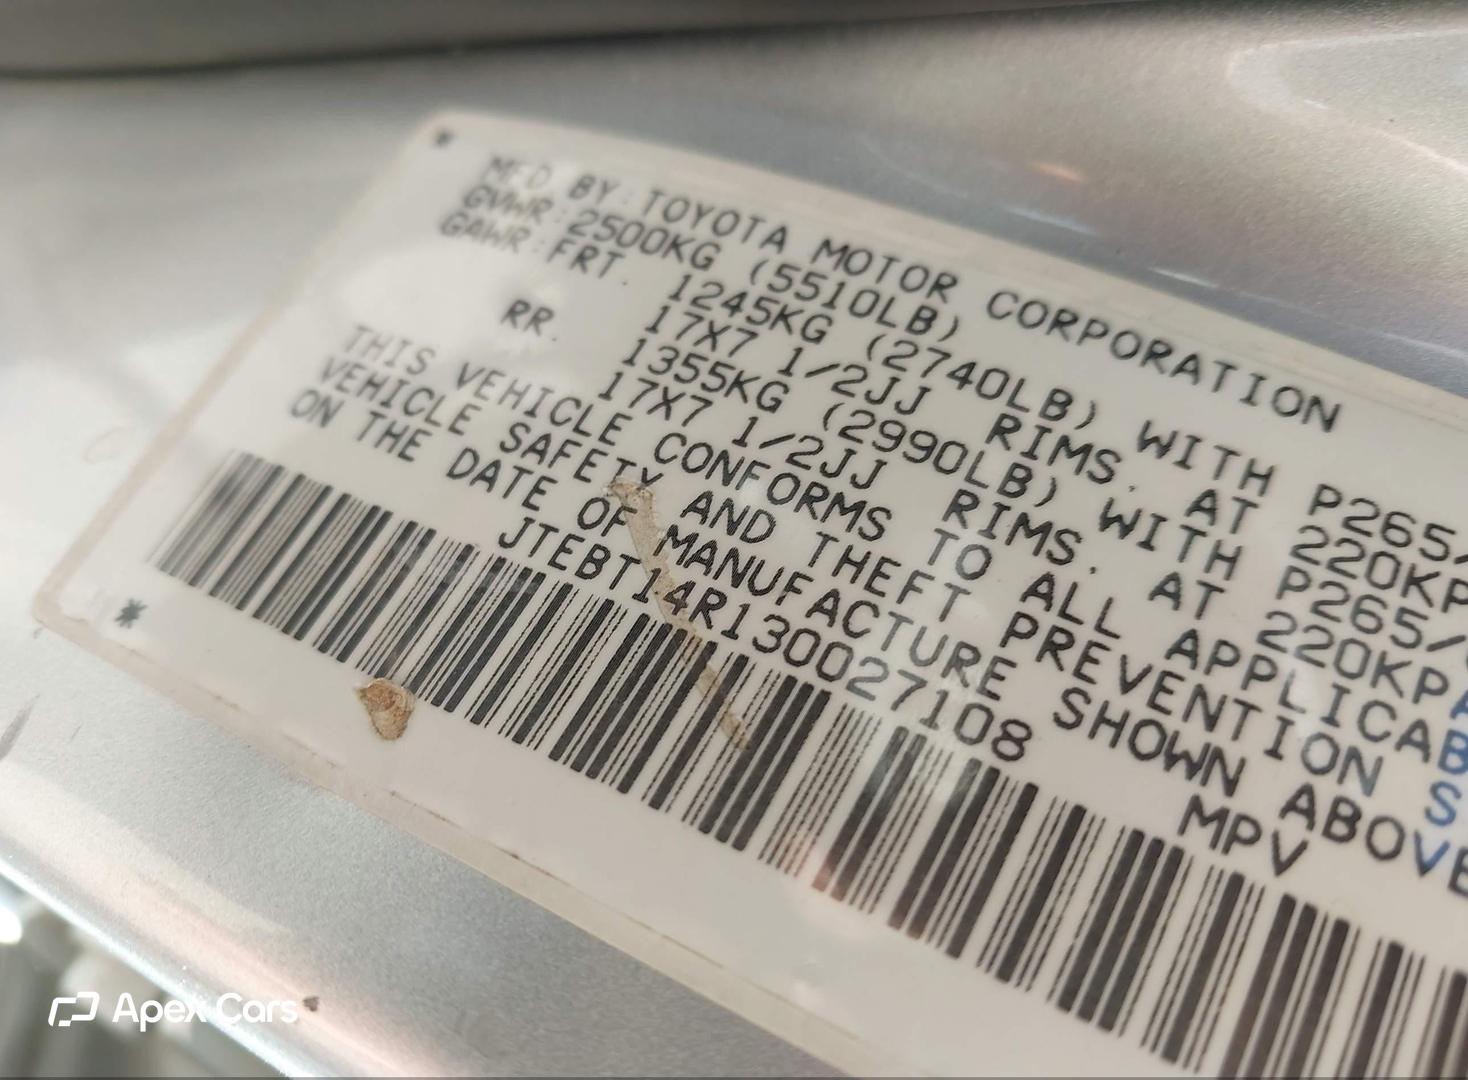 MFD. BY: TOYOTA MOTOR CORPORATION
GVWR: 2500KG (5510LB)
GAWR: FRT. 1245KG (2740LB) WITH P265/
17X7 1/2JJ RIMS. AT 220KP
RR. 1355KG (2990LB) WITH P265/
17X7 1/2JJ RIMS. AT 220KPA
THIS VEHICLE CONFORMS TO ALL APPLICAB
VEHICLE SAFETY AND THEFT PREVENTION S
ON THE DATE OF MANUFACTURE SHOWN ABOVE
JTEBT14R130027108 MPV
Apex Cars